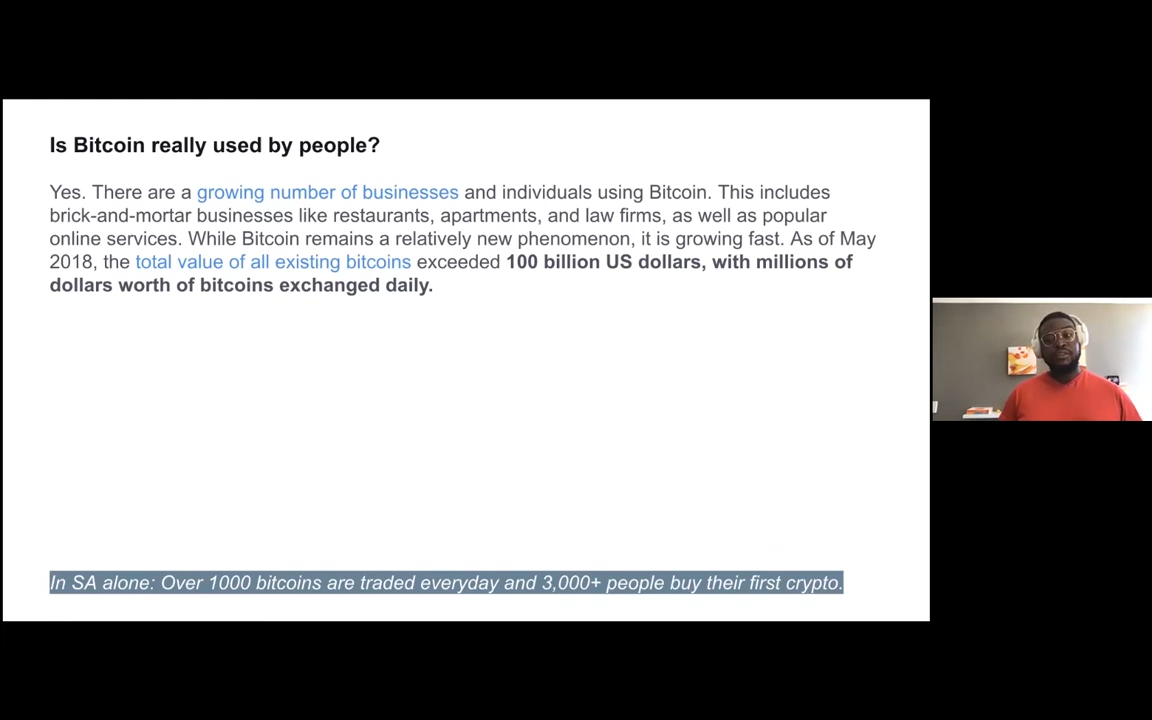 Is Bitcoin really used by people?
Yes. There are a growing number of businesses and individuals using Bitcoin. This includes
brick-and-mortar businesses like restaurants, apartments, and law firms, as well as popular
online services. While Bitcoin remains a relatively new phenomenon, it is growing fast. As of May
2018, the total value of all existing bitcoins exceeded 100 billion US dollars, with millions of
dollars worth of bitcoins exchanged daily.
In SA alone: Over 1000 bitcoins are traded everyday and 3,000+ people buy their first crypto.